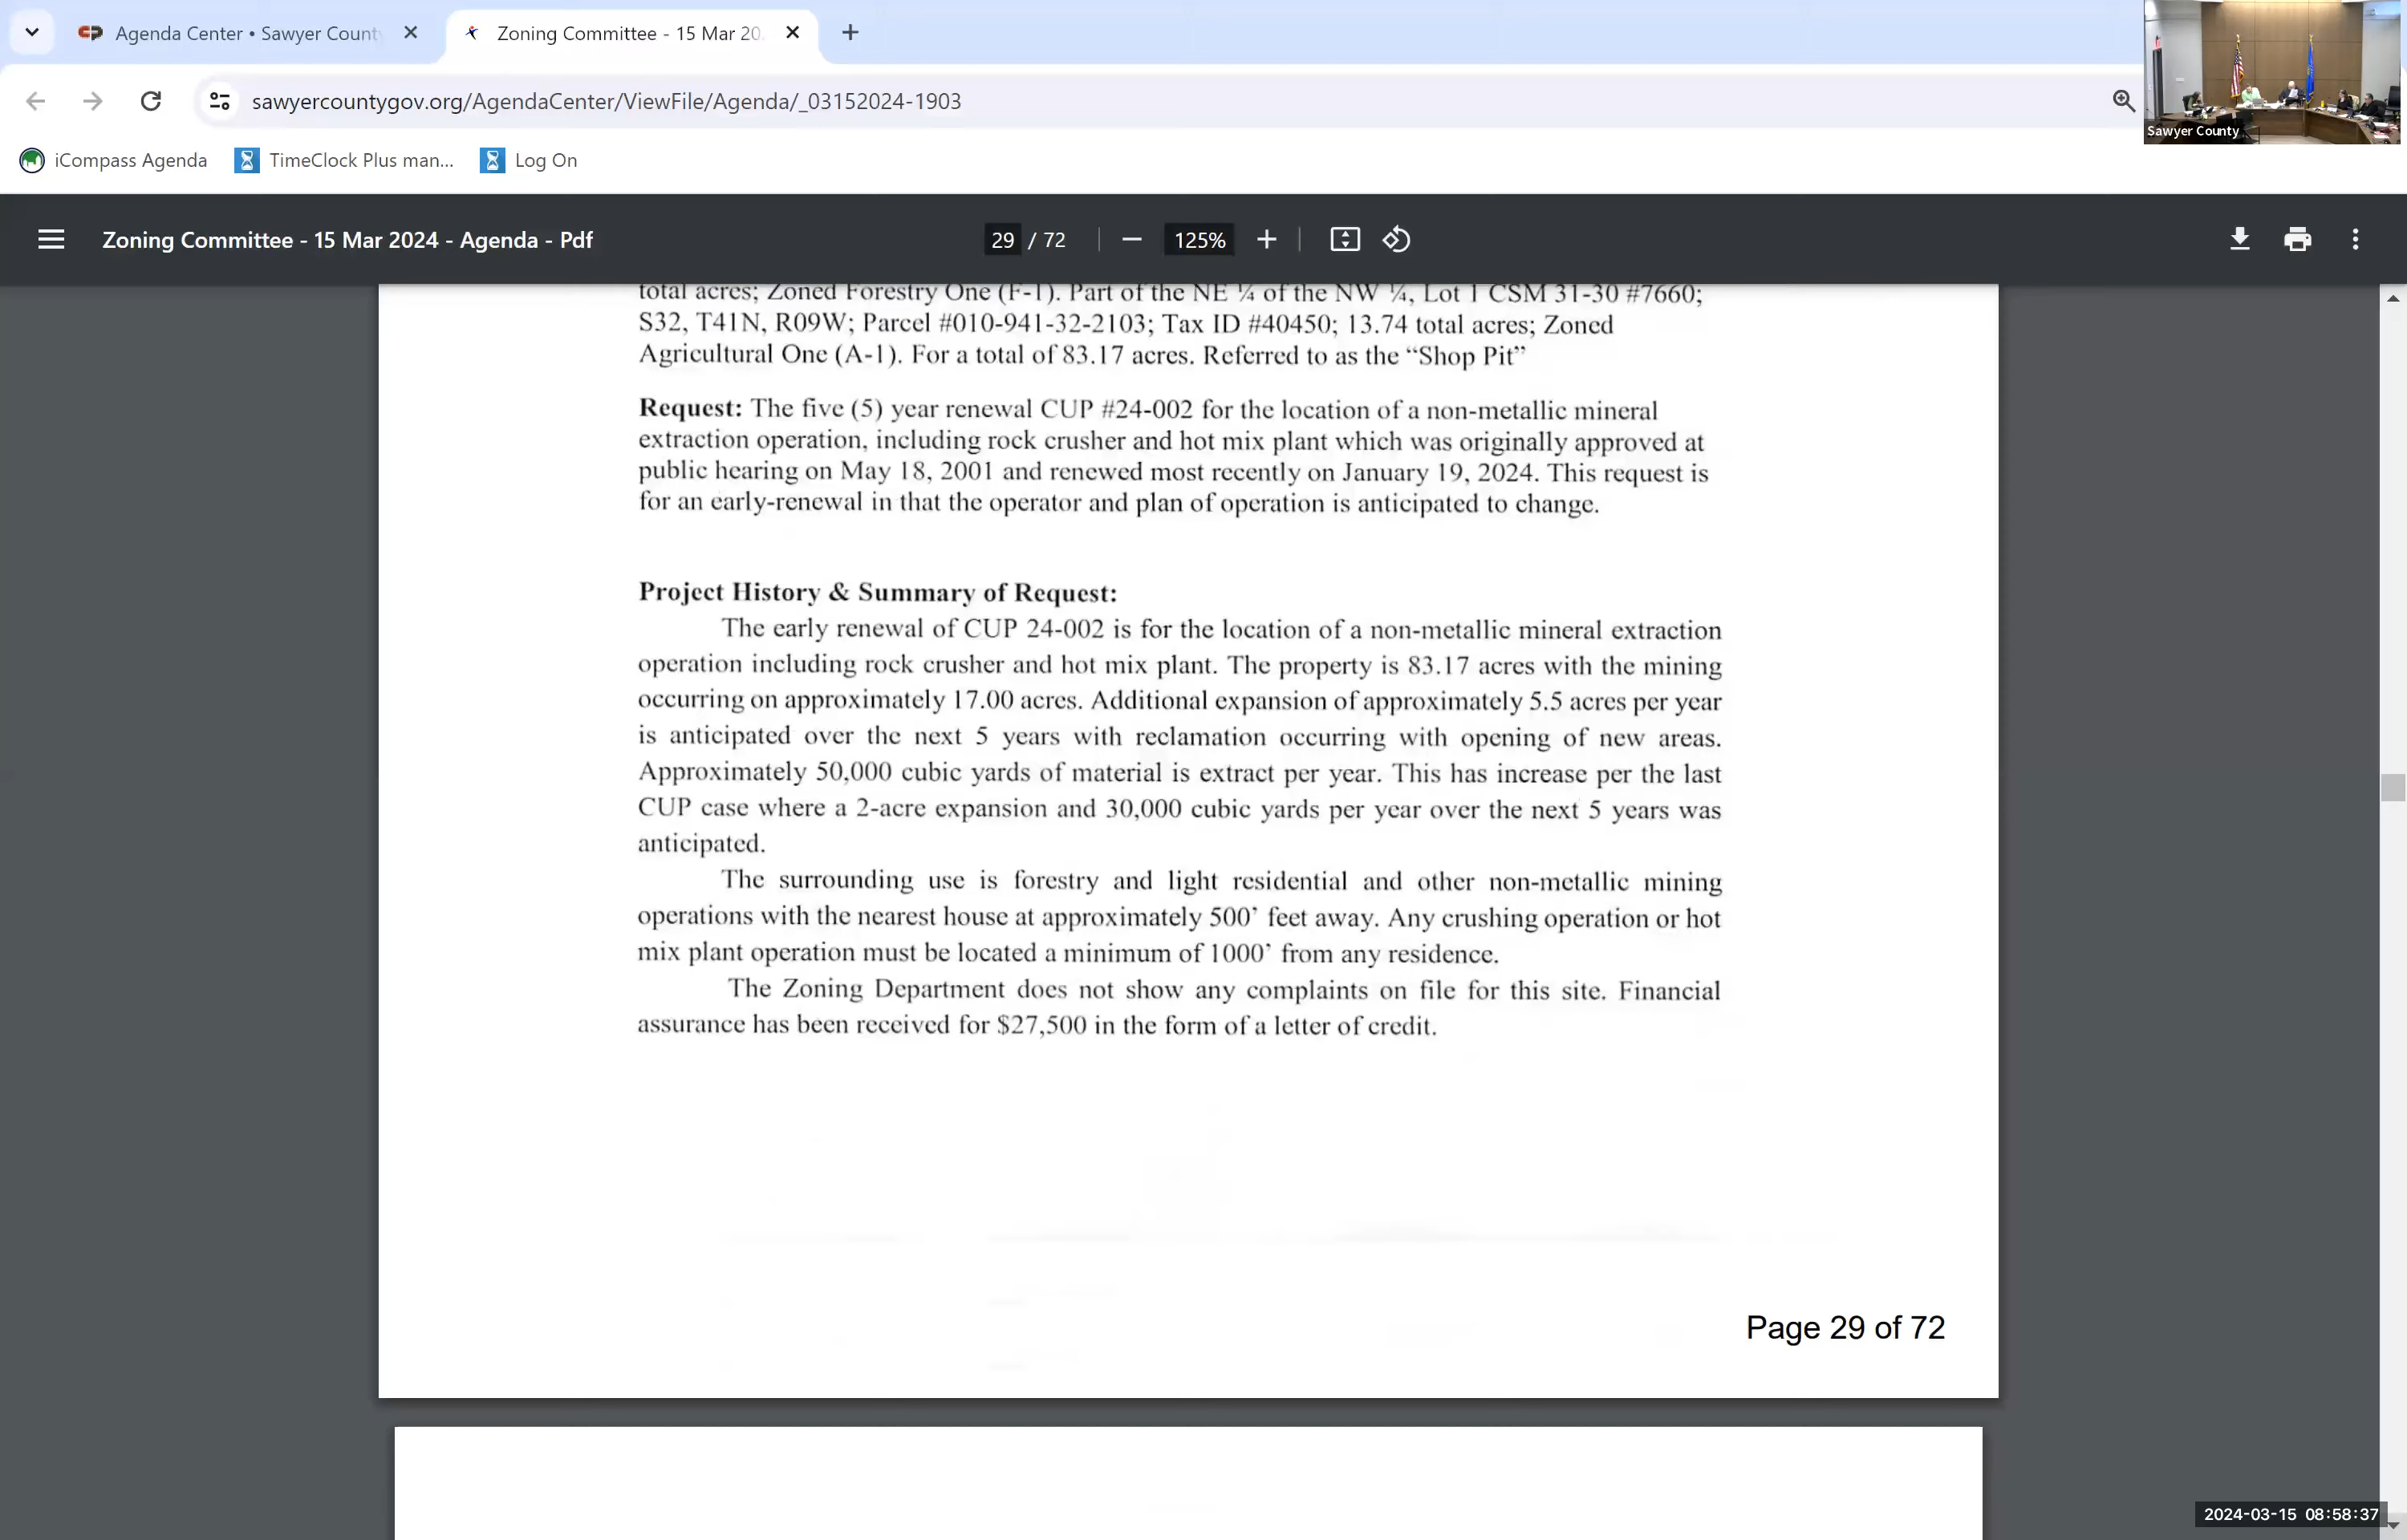 Agenda Center • Sawyer Count
Zoning Committee - 15 Mar 20
sawyercountygov.org/AgendaCenter/ViewFile/Agenda/_03152024-1903
Sawyer County
iCompass Agenda
TimeClock Plus man...
Log On
Zoning Committee - 15 Mar 2024 - Agenda - Pdf
29 / 72
125%
total acres; Zoned Forestry One (F-1). Part of the NE ¼ of the NW ¼, Lot 1 CSM 31-30 #7660;
S32, T41N, R09W; Parcel #010-941-32-2103; Tax ID #40450; 13.74 total acres; Zoned
Agricultural One (A-1). For a total of 83.17 acres. Referred to as the “Shop Pit”
Request: The five (5) year renewal CUP #24-002 for the location of a non-metallic mineral
extraction operation, including rock crusher and hot mix plant which was originally approved at
public hearing on May 18, 2001 and renewed most recently on January 19, 2024. This request is
for an early-renewal in that the operator and plan of operation is anticipated to change.
Project History & Summary of Request:
The early renewal of CUP 24-002 is for the location of a non-metallic mineral extraction
operation including rock crusher and hot mix plant. The property is 83.17 acres with the mining
occurring on approximately 17.00 acres. Additional expansion of approximately 5.5 acres per year
is anticipated over the next 5 years with reclamation occurring with opening of new areas.
Approximately 50,000 cubic yards of material is extract per year. This has increase per the last
CUP case where a 2-acre expansion and 30,000 cubic yards per year over the next 5 years was
anticipated.
The surrounding use is forestry and light residential and other non-metallic mining
operations with the nearest house at approximately 500’ feet away. Any crushing operation or hot
mix plant operation must be located a minimum of 1000’ from any residence.
The Zoning Department does not show any complaints on file for this site. Financial
assurance has been received for $27,500 in the form of a letter of credit.
Page 29 of 72
2024-03-15 08:58:37